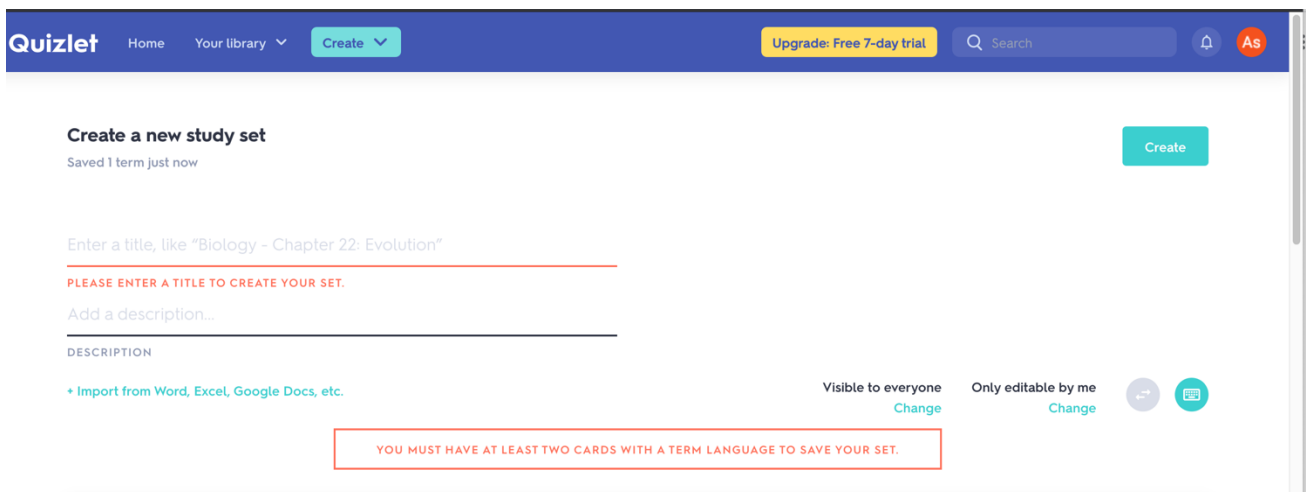 Quizlet Home Your library Create Upgrade: Free 7-day trial Search As
Create a new study set
Saved 1 term just now
Create
Enter a title, like “Biology - Chapter 22: Evolution”
PLEASE ENTER A TITLE TO CREATE YOUR SET.
Add a description...
DESCRIPTION
+ Import from Word, Excel, Google Docs, etc.
Visible to everyone
Change
Only editable by me
Change
YOU MUST HAVE AT LEAST TWO CARDS WITH A TERM LANGUAGE TO SAVE YOUR SET.